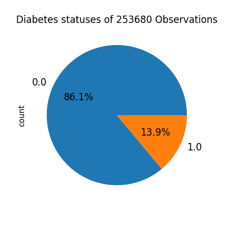 Diabetes statuses of 253680 Observations
0.0
86.1%
count
13.9%
1.0